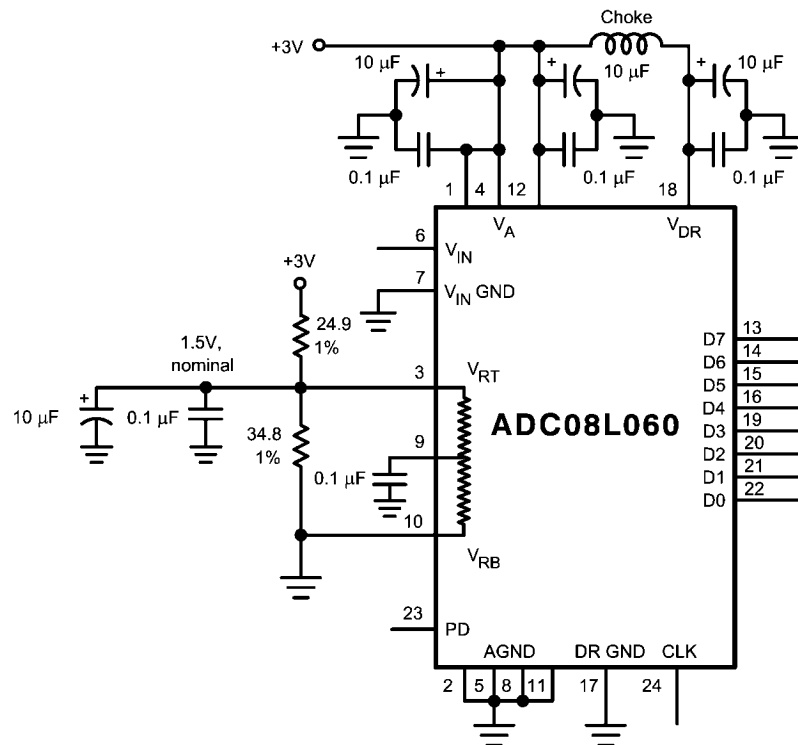 Choke
+3V
10 µF
+
+
10 µF
+
10 µF
0.1 µF
0.1 µF
0.1 µF
1
4
12
18
VA
VDR
6
VIN
+3V
7
VIN GND
24.9
1%
1.5V,
nominal
3
VRT
+
10 µF
0.1 µF
34.8
1%
9
0.1 µF
10
VRB
ADC08L060
D7
13
D6
14
D5
15
D4
16
D3
19
D2
20
D1
21
D0
22
23
PD
AGND
DR GND
CLK
2
5
8
11
17
24